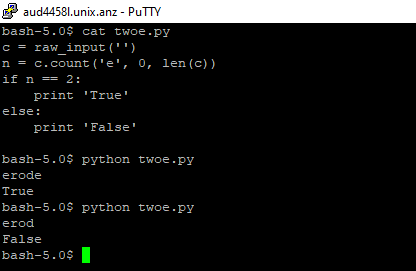 aud4458l.unix.anz - PuTTY
bash-5.0$ cat twoe.py
c = raw_input('')
n = c.count('e', 0, len(c))
if n == 2:
    print 'True'
else:
    print 'False'
bash-5.0$ python twoe.py
erode
True
bash-5.0$ python twoe.py
erod
False
bash-5.0$